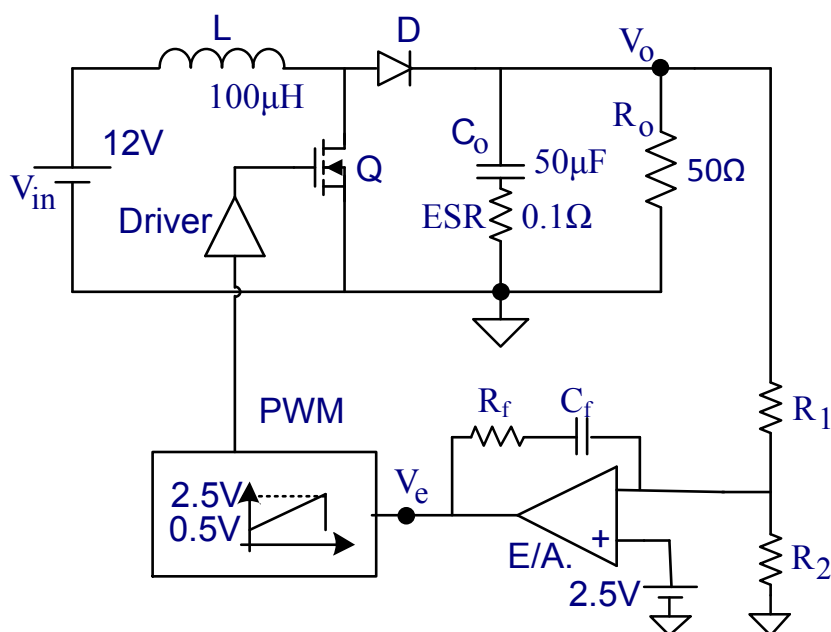 L
D
Vo
100μH
Co
Ro
12V
50μF
Q
50Ω
Vin
Driver
ESR
0.1Ω
PWM
Rf
Cf
R1
2.5V
0.5V
Ve
+
E/A.
R2
2.5V